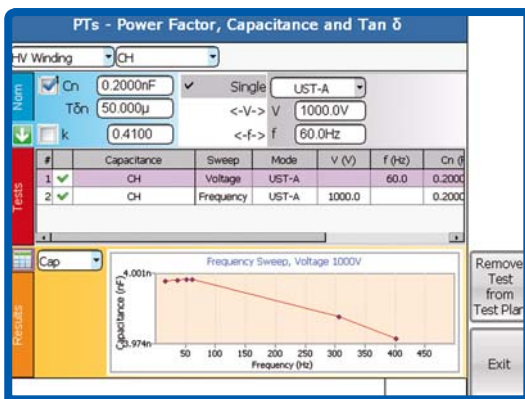 PTs - Power Factor, Capacitance and Tan δ
HV Winding CH
Nom
Cn 0.2000nF Single UST-A
Tδn 50.000µ <-V-> V 1000.0V
k 0.4100 <-f-> f 60.0Hz
Tests
# Capacitance Sweep Mode V (V) f (Hz) Cn (F
1 CH Voltage UST-A 60.0 0.2000
2 CH Frequency UST-A 1000.0 0.2000
Results
Cap
Frequency Sweep, Voltage 1000V
4.001n
Capacitance (nF)
3.974n
50 100 150 200 250 300 350 400 450
Frequency (Hz)
Remove
Test
from
Test Plan
Exit